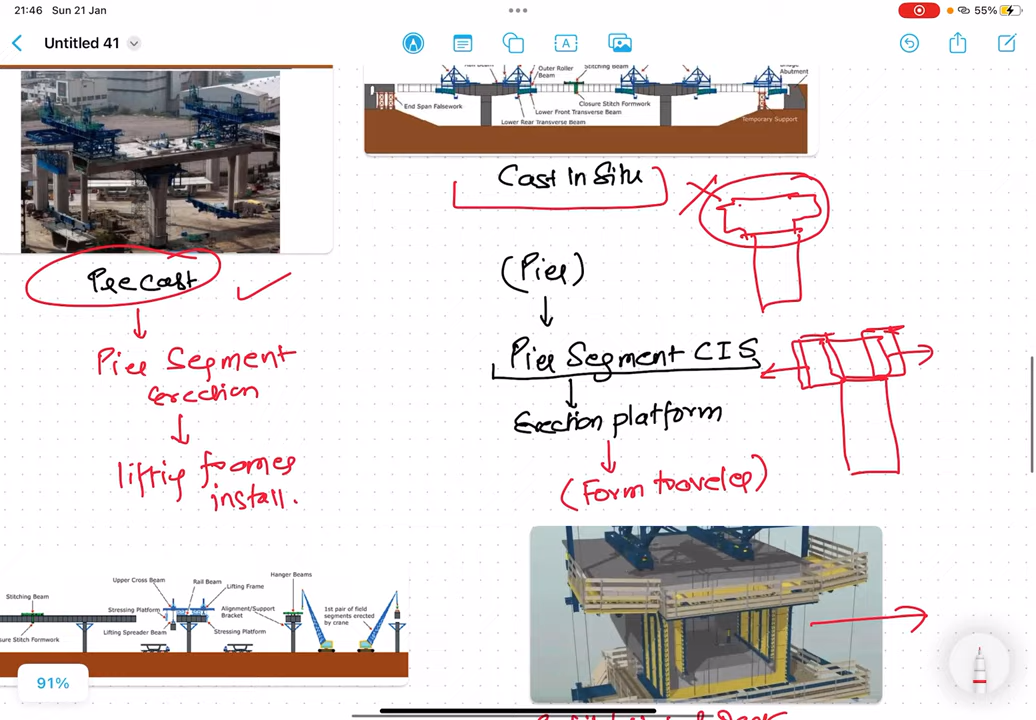 21:46 Sun 21 Jan
55%
Untitled 41
Outer Roller
Beam
Stitching Beam
End Span Falsework
Closure Stitch Formwork
Lower Front Transverse Beam
Lower Rear Transverse Beam
Abutment
Temporary Support
Cast In Situ
Pre cast
(Pier)
Pier Segment
Erection
Pier Segment CIS
Erection platform
install.
(Form traveler)
Upper Cross Beam
Rail Beam
Lifting Frame
Hanger Beams
Stitching Beam
Stressing Platform
Alignment/Support
Bracket
1st pair of field
segments erected
by crane
Lifting Spreader Beam
Stressing Platform
sure Stitch Formwork
91%